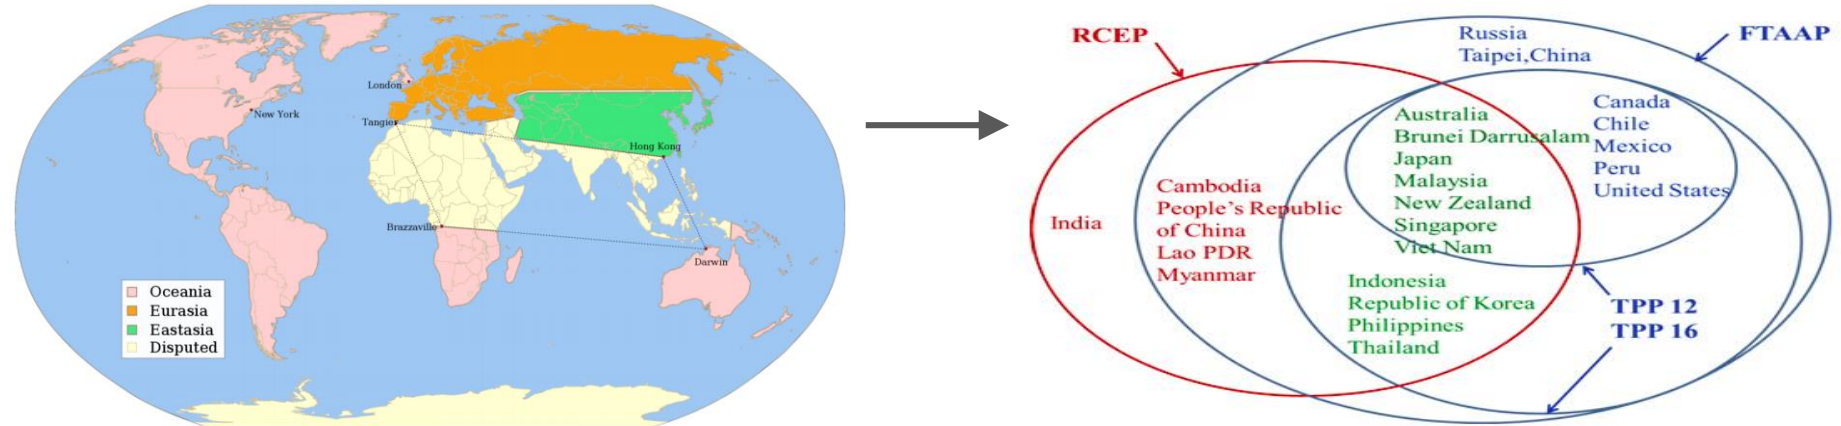 London
New York
Tangier
Hong Kong
Brazzaville
Darwin
Oceania
Eurasia
Eastasia
Disputed
RCEP
FTAAP
Russia
Taipei,China
Australia
Brunei Darrusalam
Japan
Malaysia
New Zealand
Singapore
Viet Nam
Canada
Chile
Mexico
Peru
United States
India
Cambodia
People's Republic
of China
Lao PDR
Myanmar
Indonesia
Republic of Korea
Philippines
Thailand
TPP 12
TPP 16